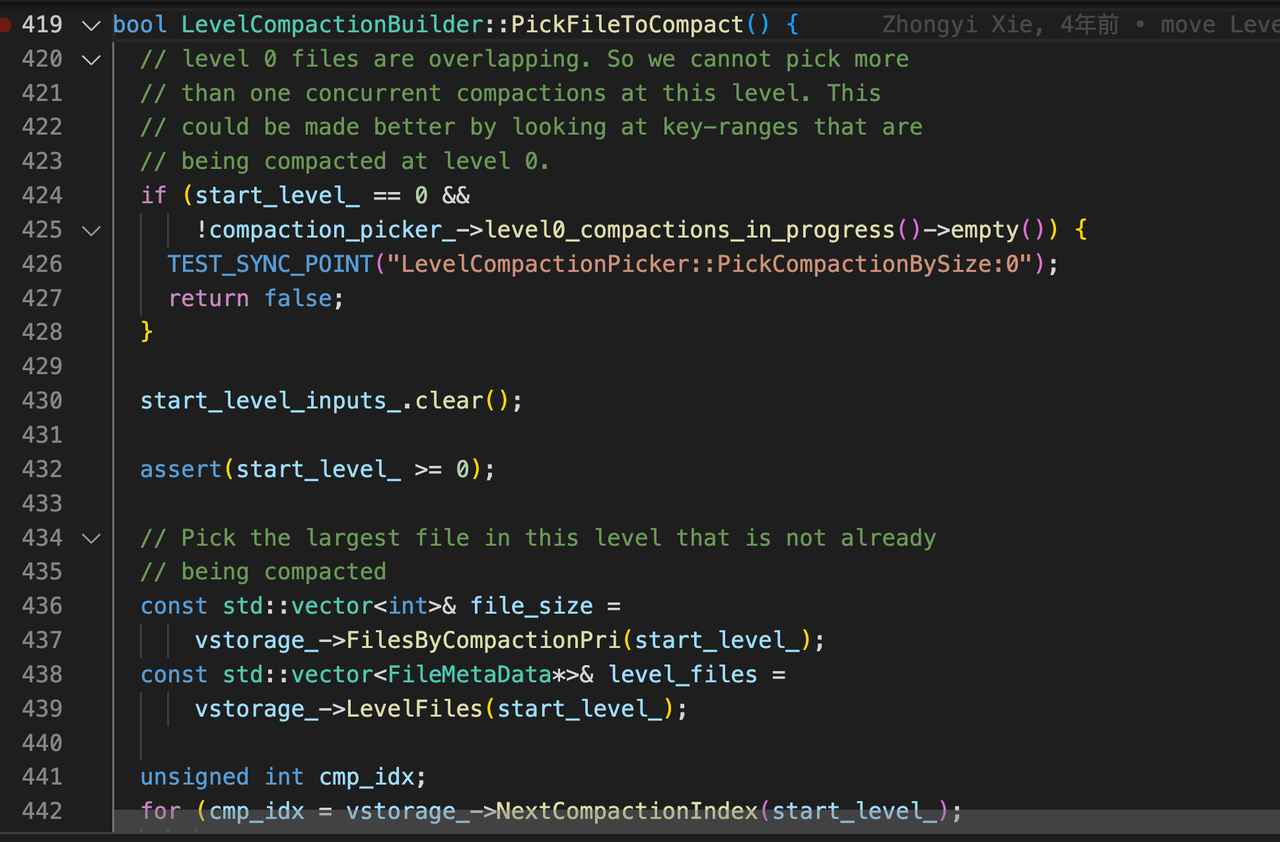 419 bool LevelCompactionBuilder::PickFileToCompact() { Zhongyi Xie, 4年前 • move Leve
420 // level 0 files are overlapping. So we cannot pick more
421 // than one concurrent compactions at this level. This
422 // could be made better by looking at key-ranges that are
423 // being compacted at level 0.
424 if (start_level_ == 0 &&
425 !compaction_picker_->level0_compactions_in_progress()->empty()) {
426 TEST_SYNC_POINT("LevelCompactionPicker::PickCompactionBySize:0");
427 return false;
428 }
429
430 start_level_inputs_.clear();
431
432 assert(start_level_ >= 0);
433
434 // Pick the largest file in this level that is not already
435 // being compacted
436 const std::vector<int>& file_size =
437 vstorage_->FilesByCompactionPri(start_level_);
438 const std::vector<FileMetaData*>& level_files =
439 vstorage_->LevelFiles(start_level_);
440
441 unsigned int cmp_idx;
442 for (cmp_idx = vstorage_->NextCompactionIndex(start_level_);